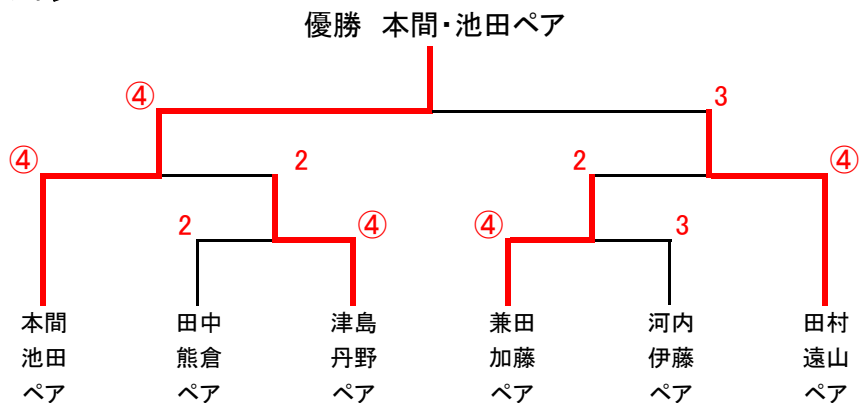 優勝 本間・池田ペア
④ 3
④ 2 2 ④
2 ④ ④ 3
本間 田中 津島 兼田 河内 田村
池田 熊倉 丹野 加藤 伊藤 遠山
ペア ペア ペア ペア ペア ペア